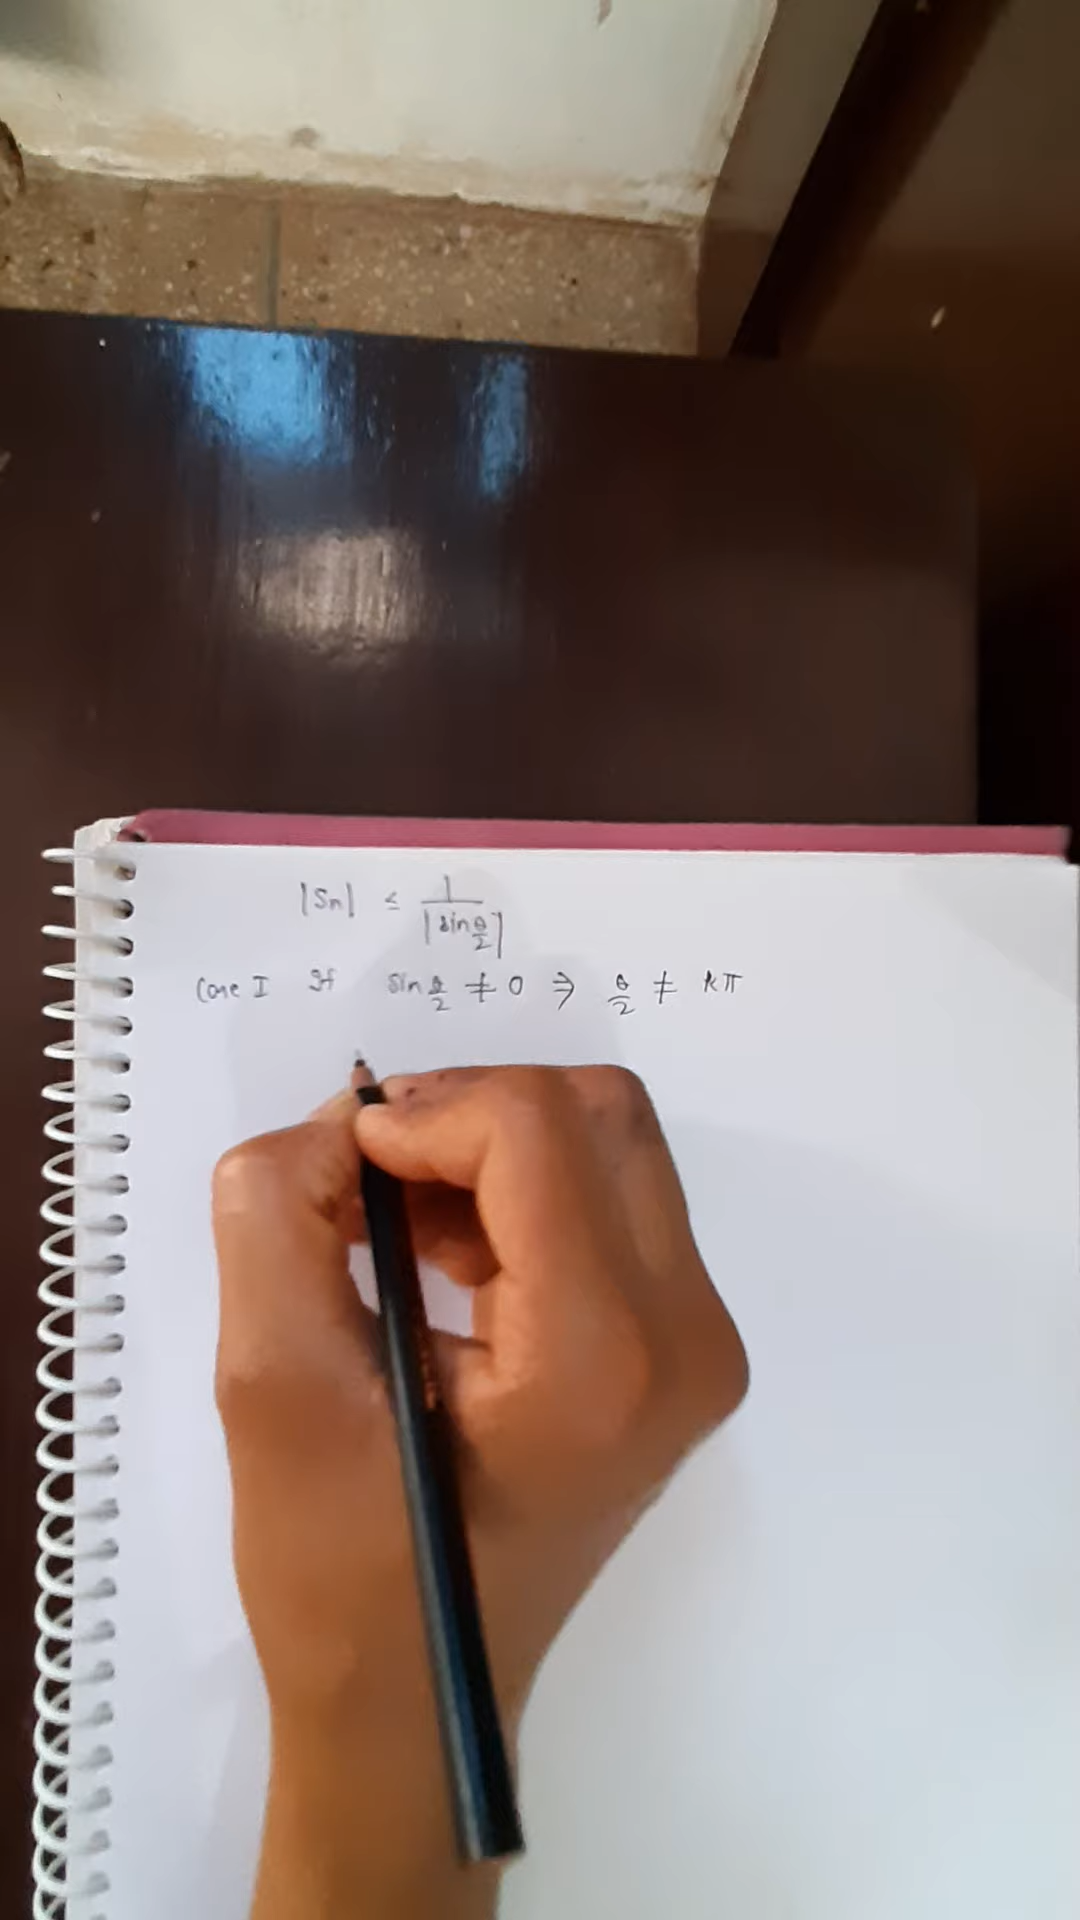 |Sn| ≤ 1/|sin θ/2|
Case I If sin θ/2 ≠ 0 ⇒ θ/2 ≠ kπ